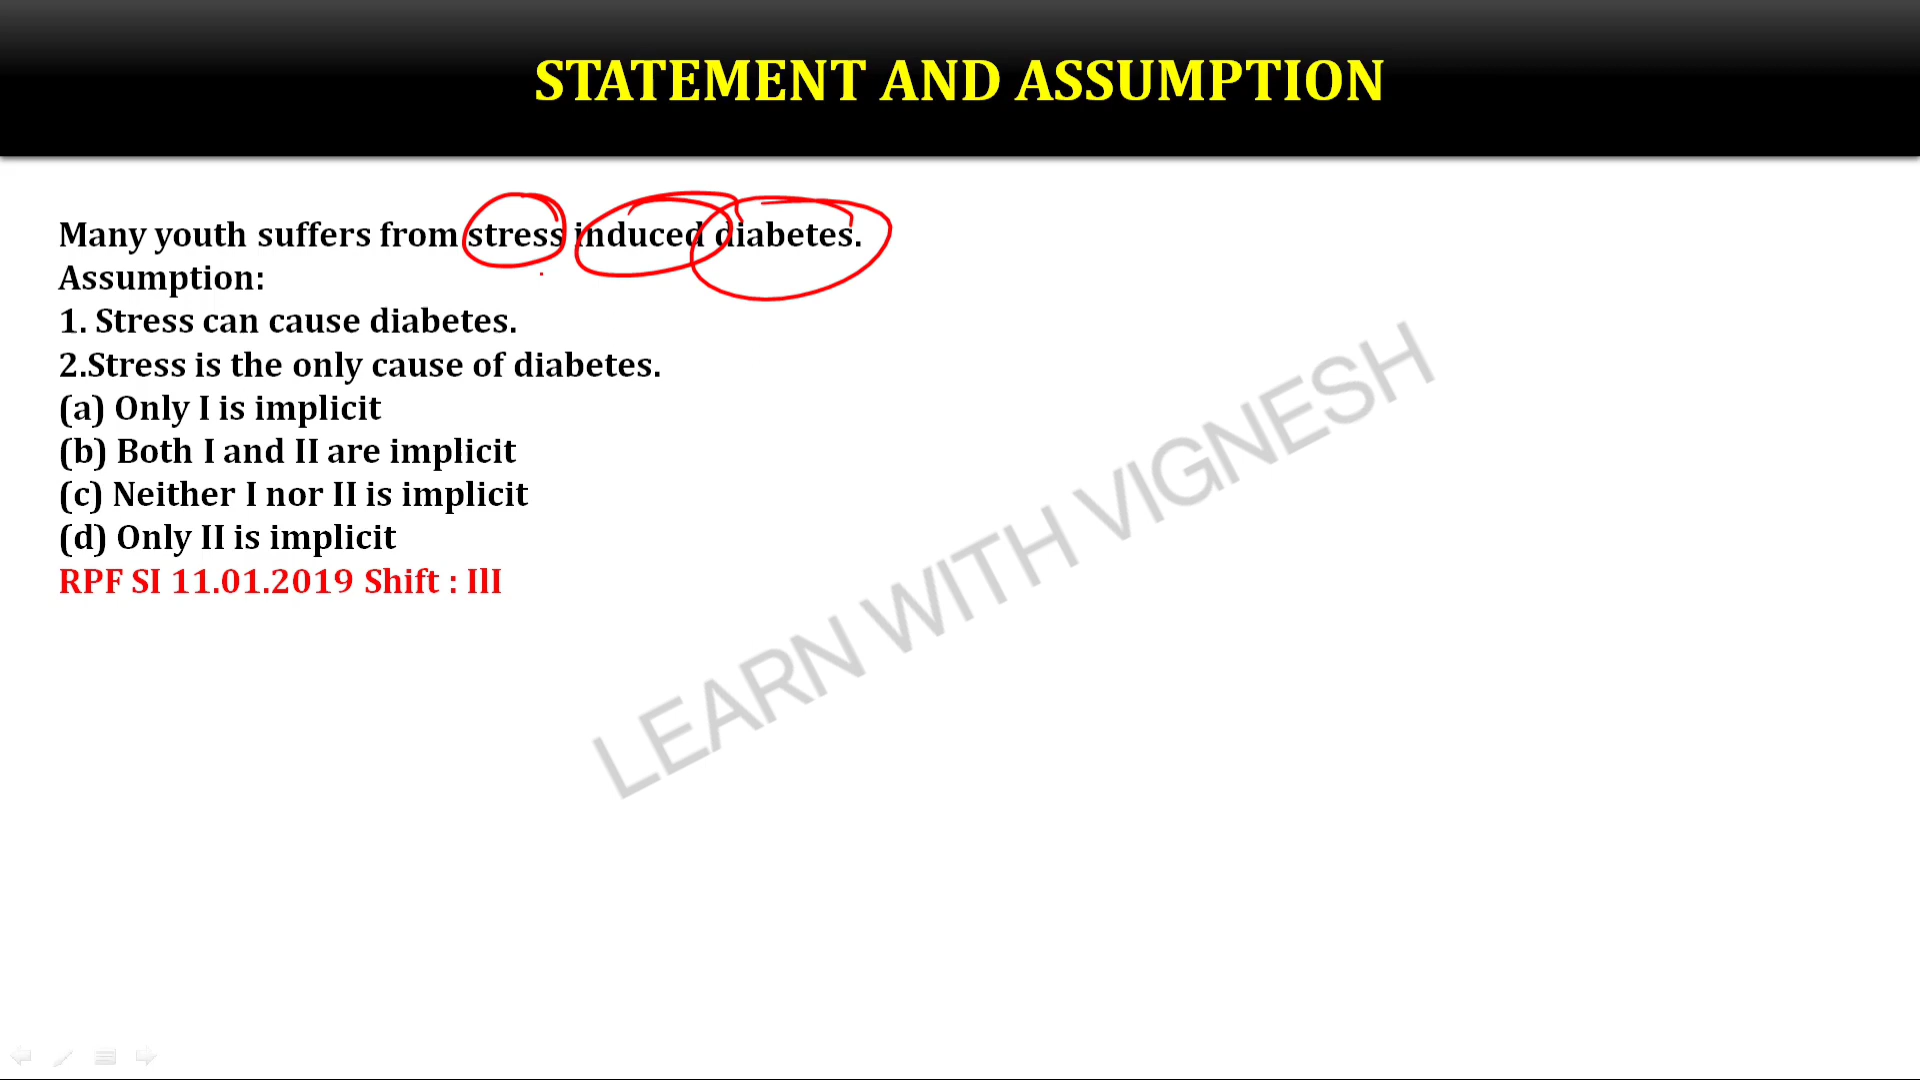 STATEMENT AND ASSUMPTION
Many youth suffers from stress induced diabetes.
Assumption:
1. Stress can cause diabetes.
2.Stress is the only cause of diabetes.
(a) Only I is implicit
(b) Both I and II are implicit
(c) Neither I nor II is implicit
(d) Only II is implicit
RPF SI 11.01.2019 Shift : IlI
LEARN WITH VIGNESH